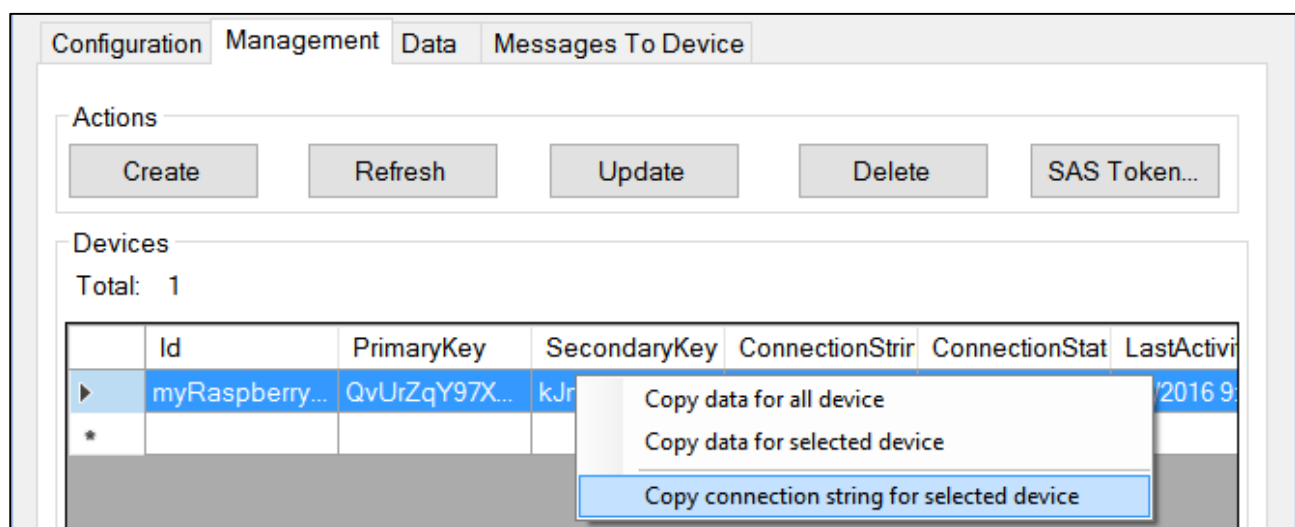 Configuration Management Data Messages To Device
Actions
Create Refresh Update Delete SAS Token...
Devices
Total: 1
Id PrimaryKey SecondaryKey ConnectionStrin ConnectionStat LastActivi
myRaspberry... QvUrZqY97X... /2016 9:
Copy data for all device
Copy data for selected device
Copy connection string for selected device